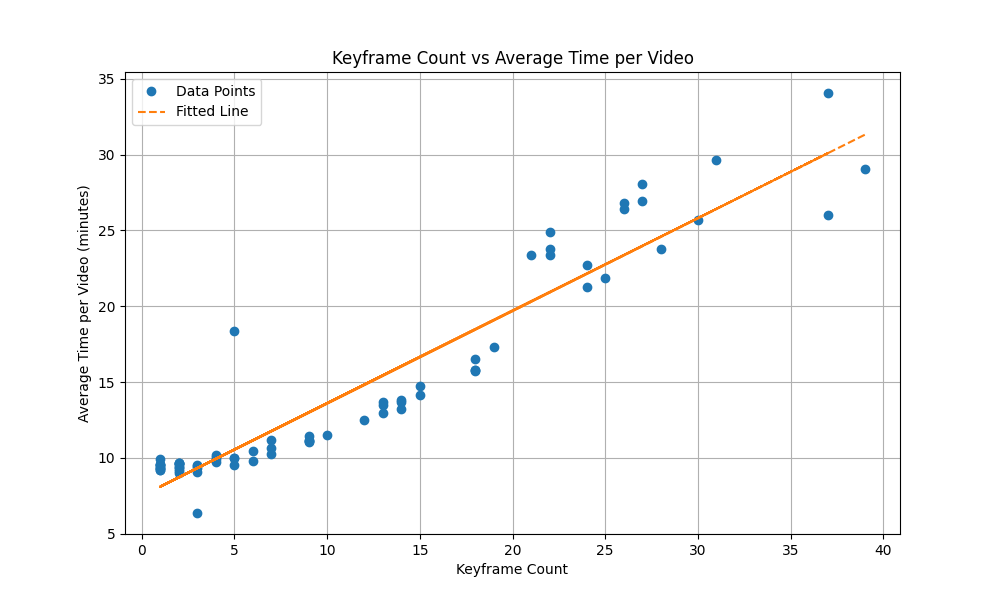 Keyframe Count vs Average Time per Video
Data Points
Fitted Line
Average Time per Video (minutes)
35
30
25
20
15
10
5
0 5 10 15 20 25 30 35 40
Keyframe Count